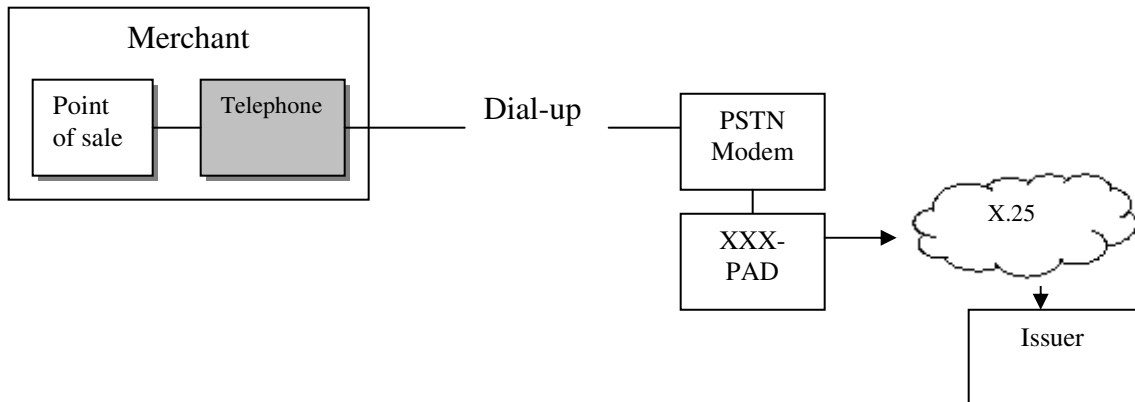 Merchant
Point
of sale
Telephone
Dial-up
PSTN
Modem
XXX-
PAD
X.25
Issuer